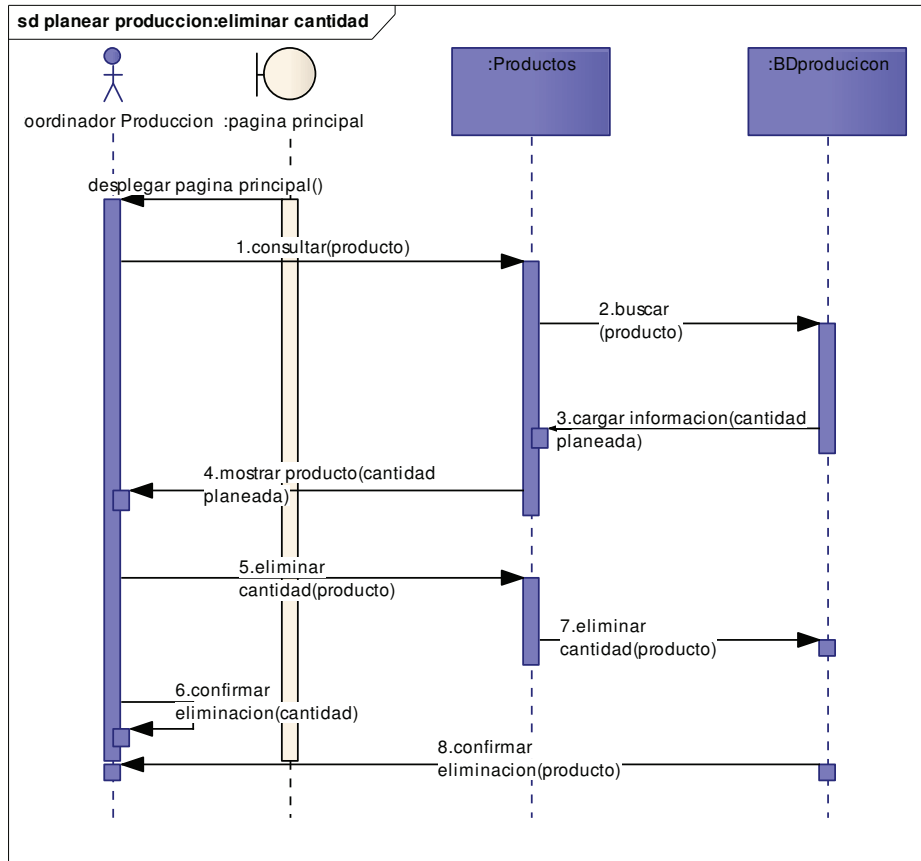 sd planear produccion:eliminar cantidad
oordinador Produccion
:pagina principal
:Productos
:BDproducicon
desplegar pagina principal()
1.consultar(producto)
2.buscar
(producto)
3.cargar informacion(cantidad
planeada)
4.mostrar producto(cantidad
planeada)
5.eliminar
cantidad(producto)
7.eliminar
cantidad(producto)
6.confirmar
eliminacion(cantidad)
8.confirmar
eliminacion(producto)